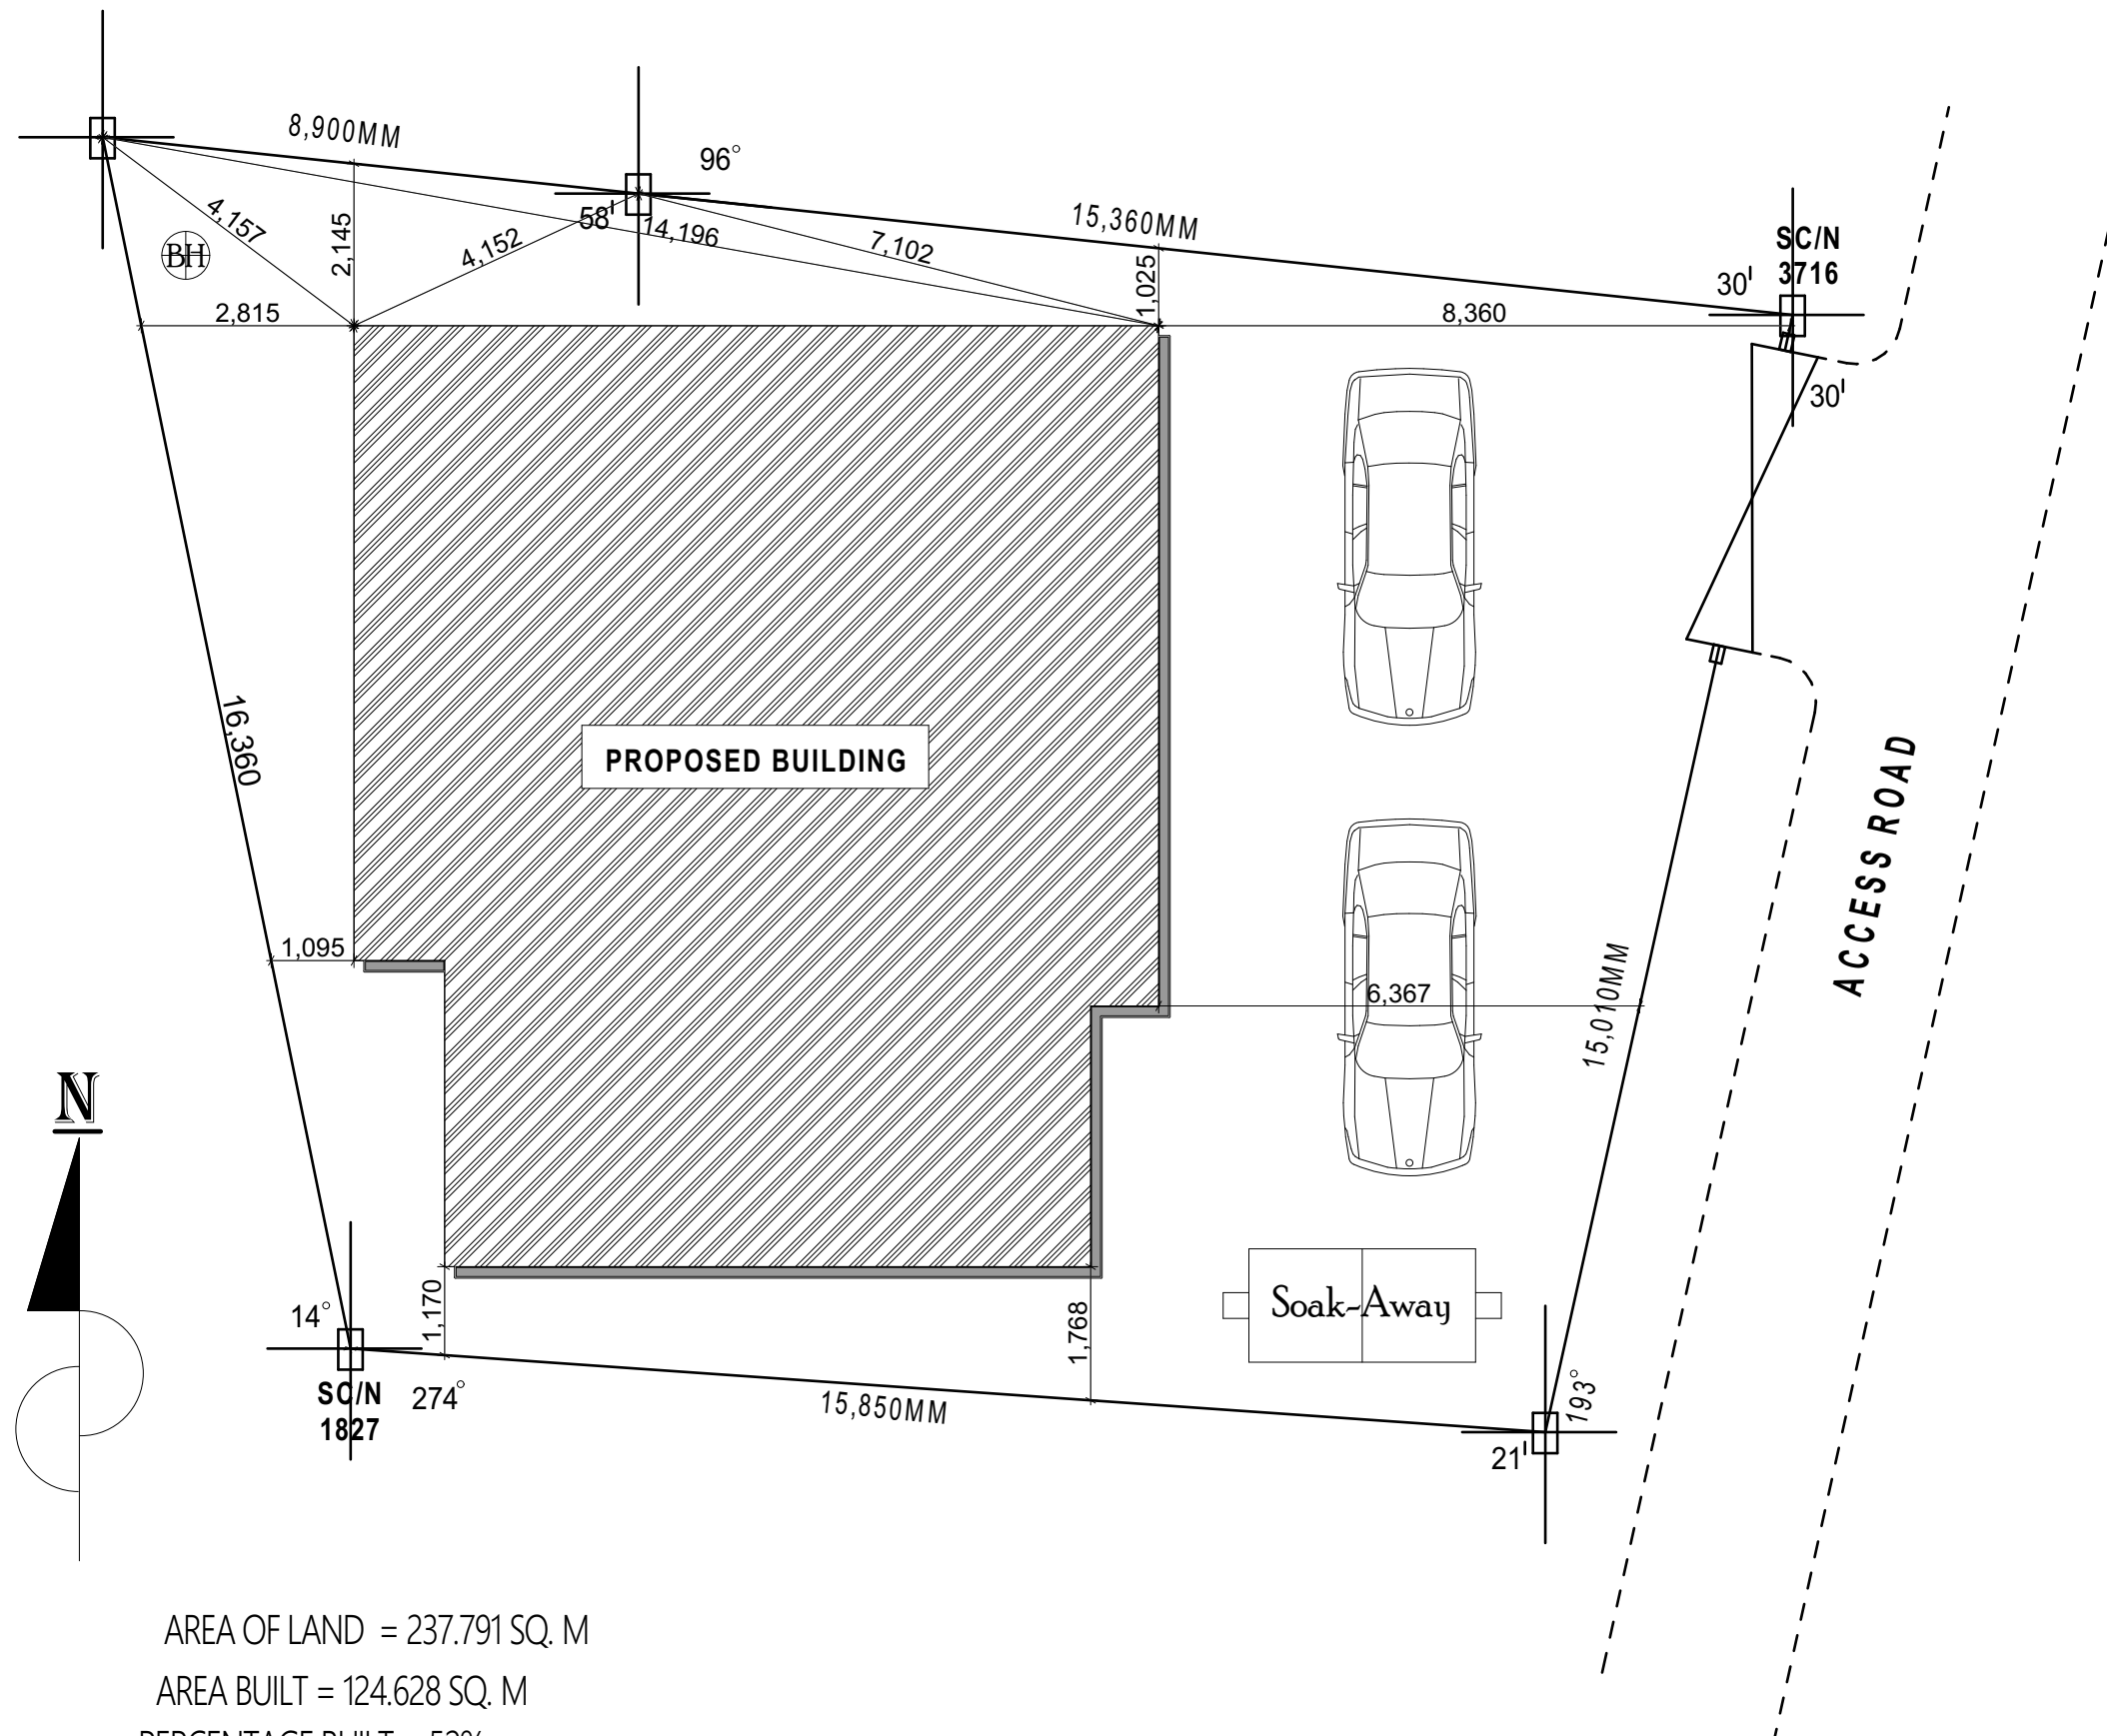 8,900MM
96°
58'
15,360MM
SC/N
3716
30'
30'
4,157
BH
2,145
4,152
14,196
7,102
1,025
2,815
8,360
16,360
PROPOSED BUILDING
ACCESS ROAD
1,095
6,367
15,010MM
N
1,170
1,768
Soak-Away
14°
SC/N
1827
274°
15,850MM
193°
21'
AREA OF LAND = 237.791 SQ. M
AREA BUILT = 124.628 SQ. M
PERCENTAGE BUILT = 52%